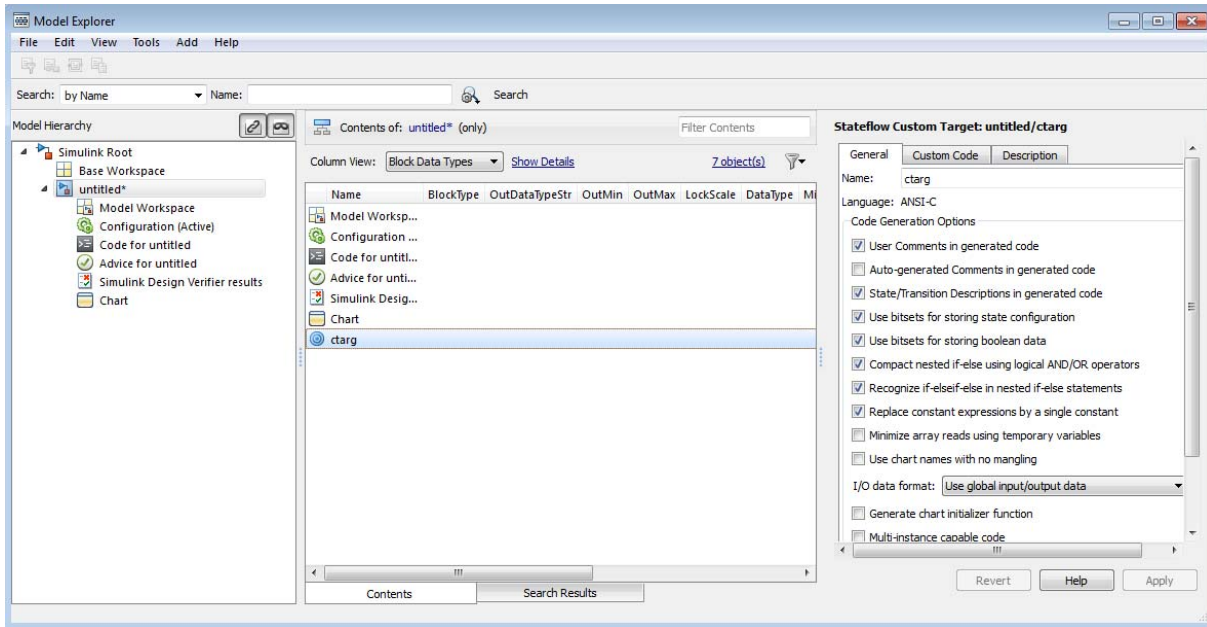 Model Explorer
File Edit View Tools Add Help
Search: by Name Name: Search
Model Hierarchy
Simulink Root
Base Workspace
untitled*
Model Workspace
Configuration (Active)
Code for untitled
Advice for untitled
Simulink Design Verifier results
Chart
Contents of: untitled* (only) Filter Contents
Column View: Block Data Types Show Details 7 object(s)
Name BlockType OutDataTypeStr OutMin OutMax LockScale DataType Mi
Model Worksp...
Configuration ...
Code for untitl...
Advice for unti...
Simulink Desig...
Chart
ctarg
Contents Search Results
Stateflow Custom Target: untitled/ctarg
General Custom Code Description
Name: ctarg
Language: ANSI-C
Code Generation Options
User Comments in generated code
Auto-generated Comments in generated code
State/Transition Descriptions in generated code
Use bitsets for storing state configuration
Use bitsets for storing boolean data
Compact nested if-else using logical AND/OR operators
Recognize if-elseif-else in nested if-else statements
Replace constant expressions by a single constant
Minimize array reads using temporary variables
Use chart names with no mangling
I/O data format: Use global input/output data
Generate chart initializer function
Multi-instance capable code
Revert Help Apply